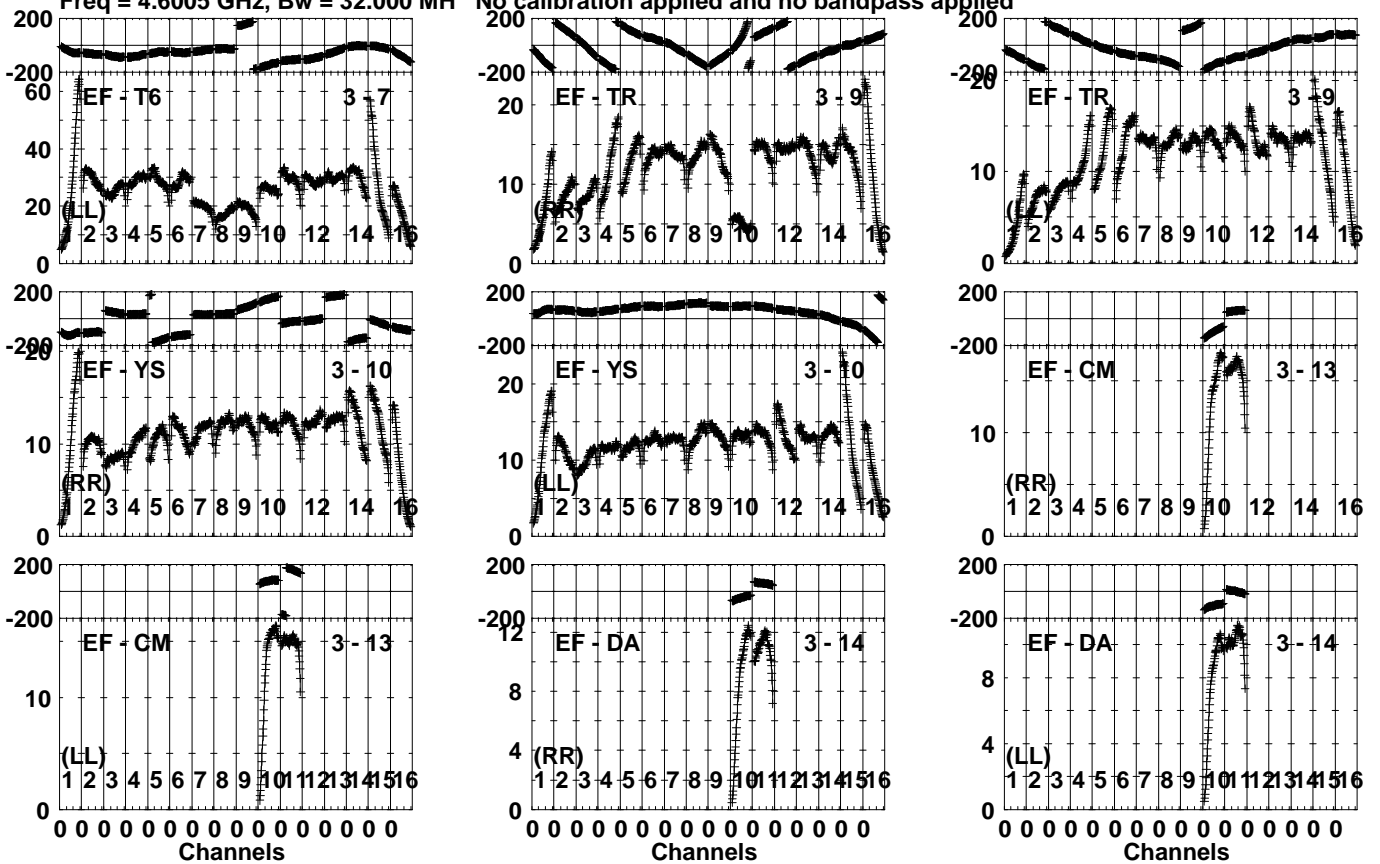 Freq = 4.6005 GHz, Bw = 32.000 MH No calibration applied and no bandpass applied
200 200 200
-200 -200 -200
60 20 20
EF - T6 3 - 7 EF - TR 3 - 9 EF - TR 3 - 9
40
20 10 10
(LL) (RR) (LL)
2 3 4 5 6 7 8 9 10 12 14 16 2 3 4 5 6 7 8 9 10 12 14 16 2 3 4 5 6 7 8 9 10 12 14 16
0 0 0
200 200 200
-200 -200 -200
20 20
EF - YS 3 - 10 EF - YS 3 - 10 EF - CM 3 - 13
10 10 10
(RR) (LL) (RR)
1 2 3 4 5 6 7 8 9 10 12 14 16 1 2 3 4 5 6 7 8 9 10 12 14 16 1 2 3 4 5 6 7 8 9 10 12 14 16
0 0 0
200 200 200
-200 -200 -200
12
EF - CM 3 - 13 EF - DA 3 - 14 EF - DA 3 - 14
10 8 8
4 4
(LL) (RR) (LL)
1 2 3 4 5 6 7 8 9 10 11 12 13 14 15 16 1 2 3 4 5 6 7 8 9 10 11 12 13 14 15 16 1 2 3 4 5 6 7 8 9 10 11 12 13 14 15 16
0 0 0
0 0 0 0 0 0 0 0 0 0 0 0 0 0 0 0 0 0 0 0 0 0 0 0 0 0 0 0 0 0 0 0 0 0 0 0 0 0 0 0 0 0 0 0 0 0 0 0
Channels Channels Channels